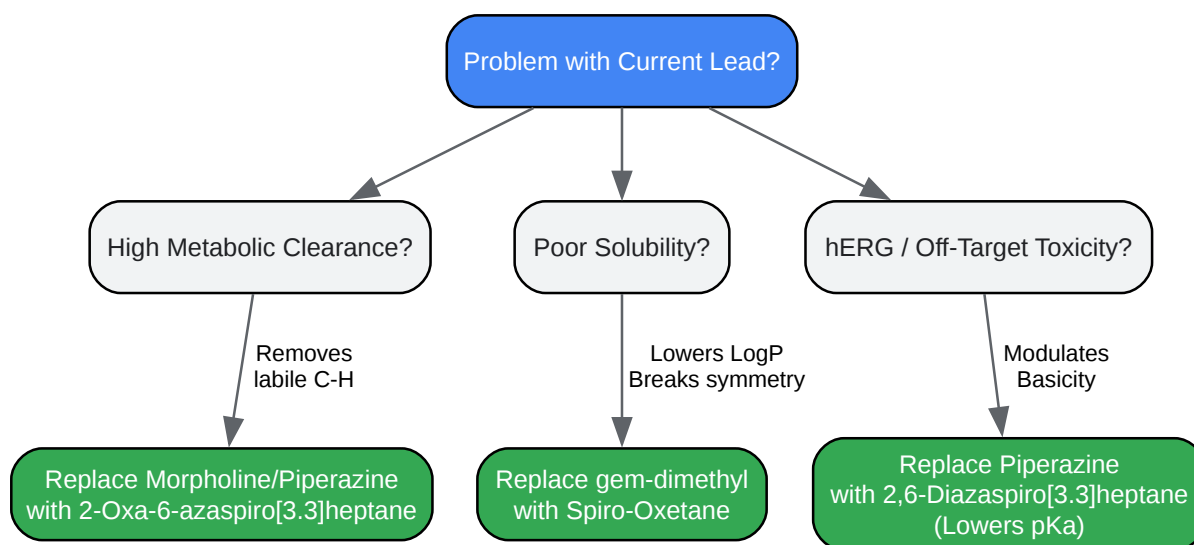 Problem with Current Lead?
High Metabolic Clearance?
Poor Solubility?
hERG / Off-Target Toxicity?
Removes
labile C-H
Lowers LogP
Breaks symmetry
Modulates
Basicity
Replace Morpholine/Piperazine
with 2-Oxa-6-azaspiro[3.3]heptane
Replace gem-dimethyl
with Spiro-Oxetane
Replace Piperazine
with 2,6-Diazaspiro[3.3]heptane
(Lowers pKa)